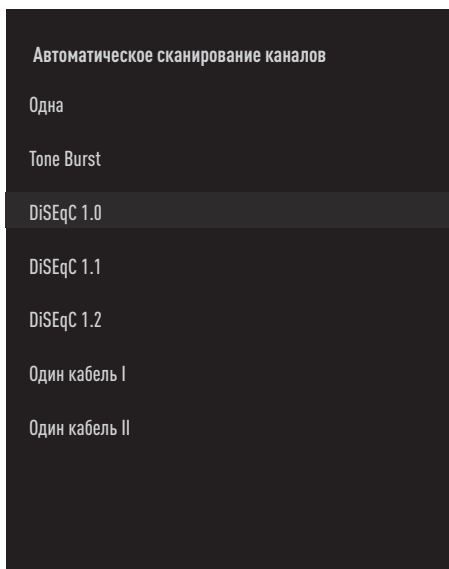 Автоматическое сканирование каналов
Одна
Tone Burst
DiSEqC 1.0
DiSEqC 1.1
DiSEqC 1.2
Один кабель I
Один кабель II